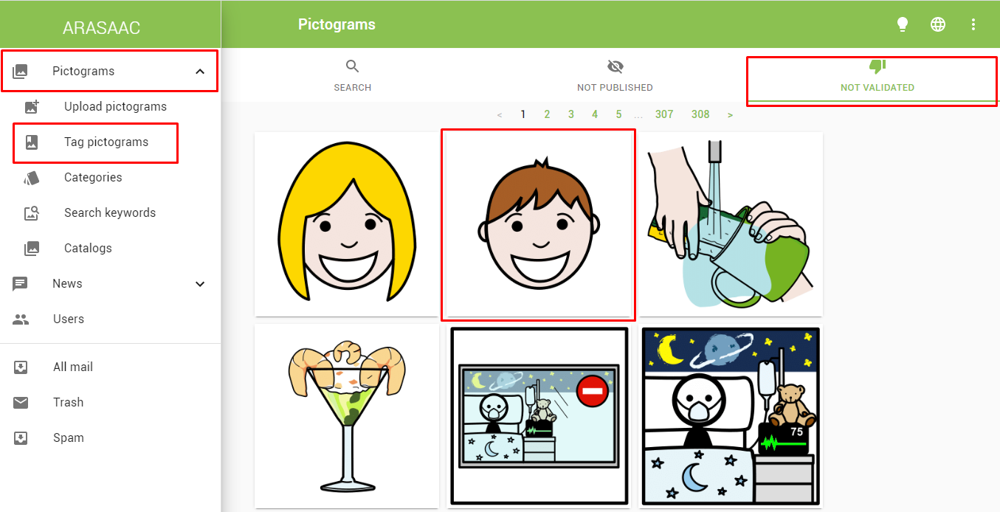 ARASAAC
Pictograms
Pictograms
Upload pictograms
Tag pictograms
Categories
Search keywords
Catalogs
News
Users
All mail
Trash
Spam
SEARCH
NOT PUBLISHED
NOT VALIDATED
< 1 2 3 4 5 ... 307 308 >
75